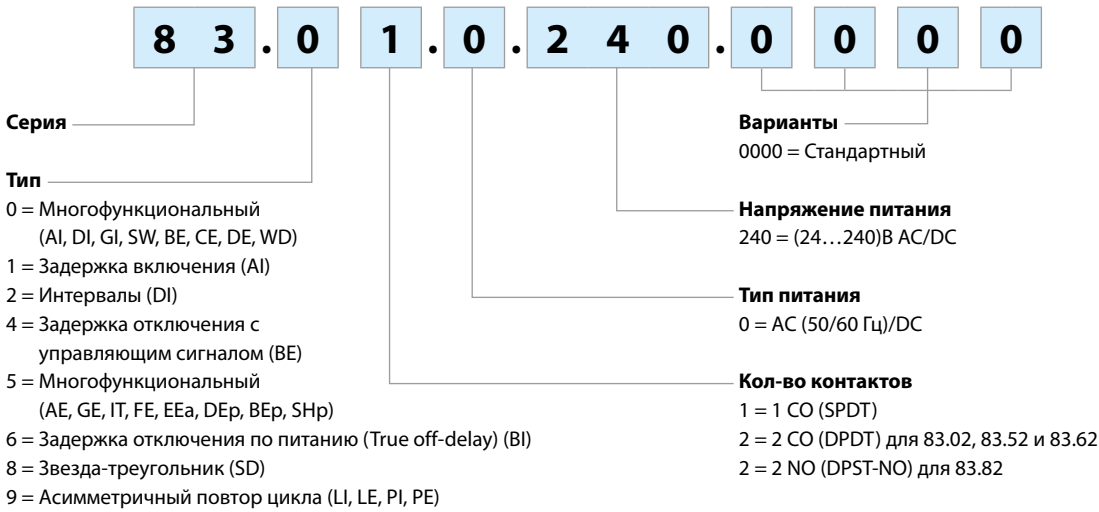 8 3 . 0 1 . 0 . 2 4 0 . 0 0 0 0
Серия
Тип
0 = Многофункциональный
(AI, DI, GI, SW, BE, CE, DE, WD)
1 = Задержка включения (AI)
2 = Интервалы (DI)
4 = Задержка отключения с
управляющим сигналом (BE)
5 = Многофункциональный
(AE, GE, IT, FE, EEa, DEp, BEp, SHp)
6 = Задержка отключения по питанию (True off-delay) (BI)
8 = Звезда-треугольник (SD)
9 = Асимметричный повтор цикла (LI, LE, PI, PE)
Варианты
0000 = Стандартный
Напряжение питания
240 = (24…240)В AC/DC
Тип питания
0 = AC (50/60 Гц)/DC
Кол-во контактов
1 = 1 CO (SPDT)
2 = 2 CO (DPDT) для 83.02, 83.52 и 83.62
2 = 2 NO (DPST-NO) для 83.82